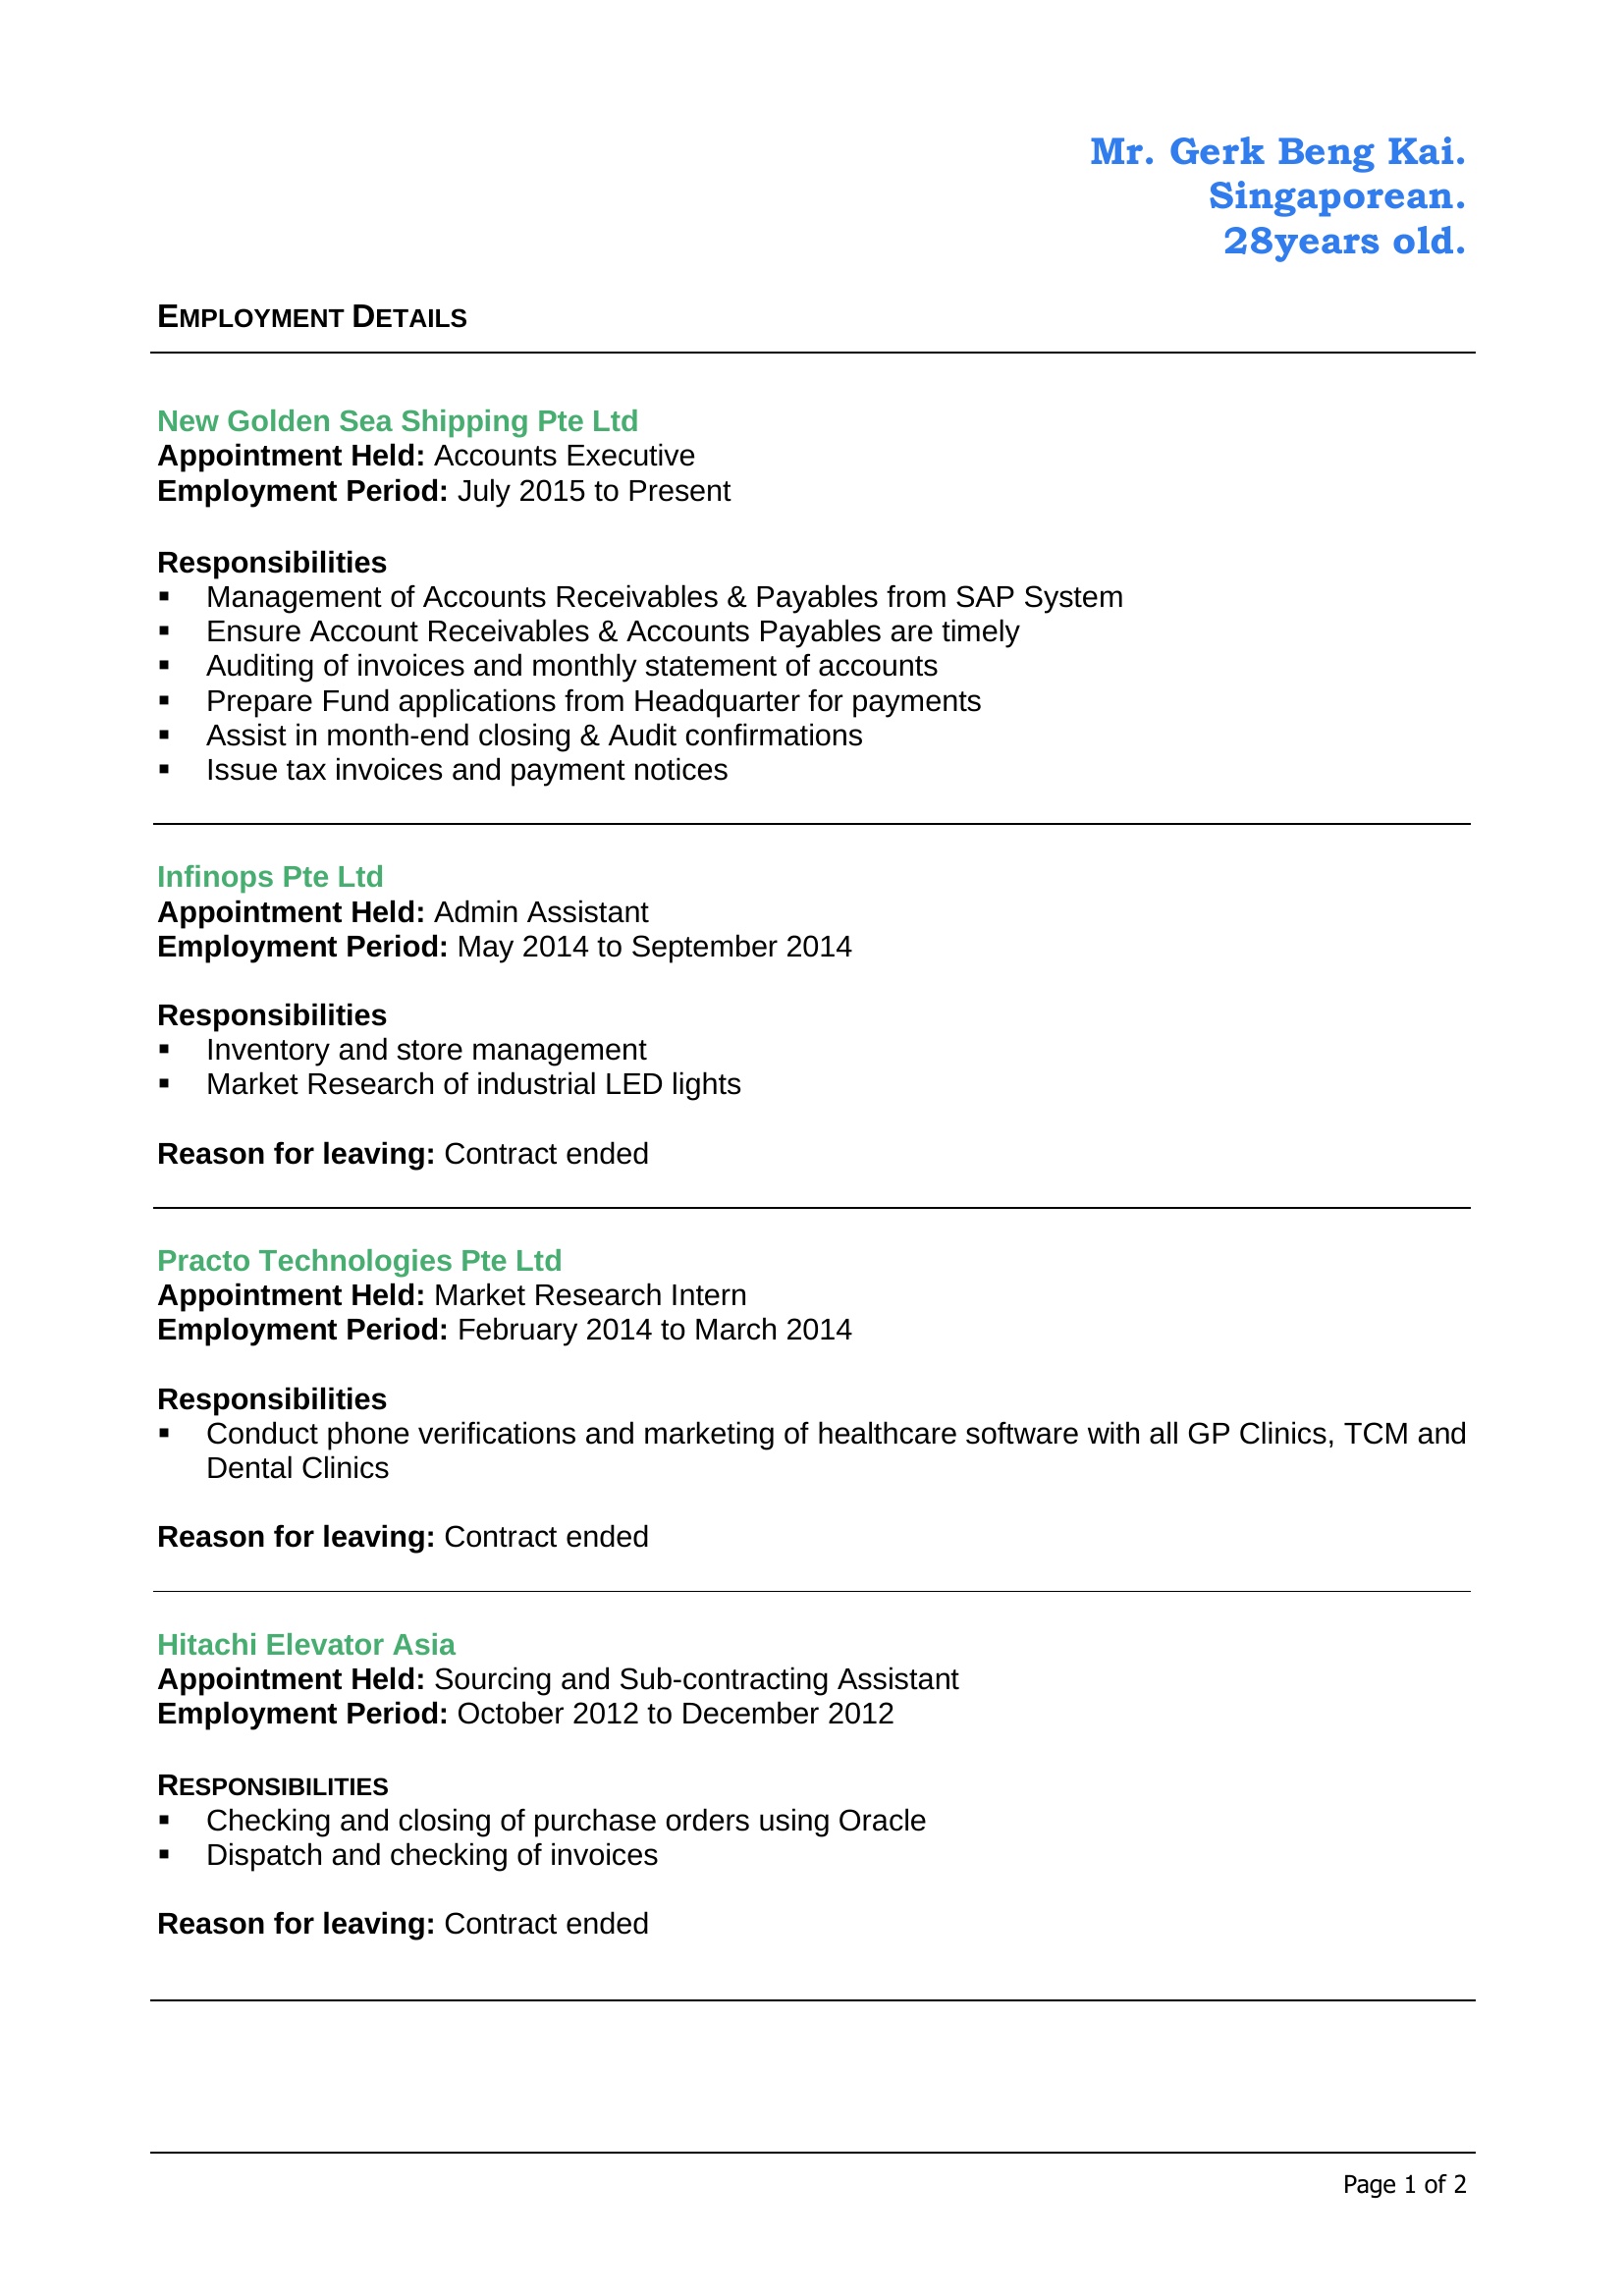 Mr. Gerk Beng Kai.
Singaporean.
28years old.
EMPLOYMENT DETAILS
New Golden Sea Shipping Pte Ltd
Appointment Held: Accounts Executive
Employment Period: July 2015 to Present
Responsibilities
▪ Management of Accounts Receivables & Payables from SAP System
▪ Ensure Account Receivables & Accounts Payables are timely
▪ Auditing of invoices and monthly statement of accounts
▪ Prepare Fund applications from Headquarter for payments
▪ Assist in month-end closing & Audit confirmations
▪ Issue tax invoices and payment notices
Infinops Pte Ltd
Appointment Held: Admin Assistant
Employment Period: May 2014 to September 2014
Responsibilities
▪ Inventory and store management
▪ Market Research of industrial LED lights
Reason for leaving: Contract ended
Practo Technologies Pte Ltd
Appointment Held: Market Research Intern
Employment Period: February 2014 to March 2014
Responsibilities
▪ Conduct phone verifications and marketing of healthcare software with all GP Clinics, TCM and
Dental Clinics
Reason for leaving: Contract ended
Hitachi Elevator Asia
Appointment Held: Sourcing and Sub-contracting Assistant
Employment Period: October 2012 to December 2012
RESPONSIBILITIES
▪ Checking and closing of purchase orders using Oracle
▪ Dispatch and checking of invoices
Reason for leaving: Contract ended
Page 1 of 2